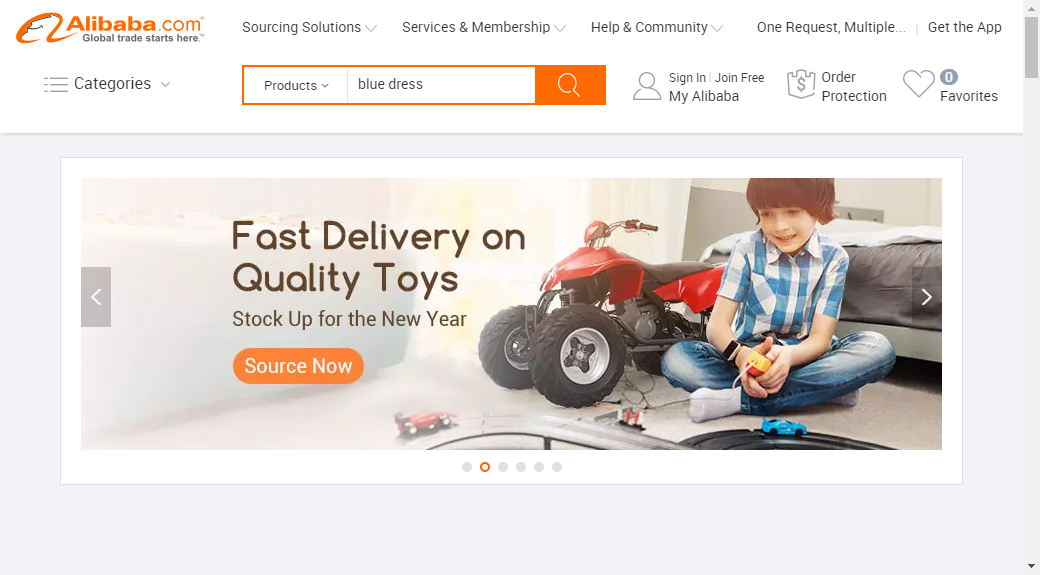 Alibaba.com
Global trade starts here.™
Sourcing Solutions
Services & Membership
Help & Community
One Request, Multiple...
Get the App
Categories
Products
blue dress
Sign In
Join Free
My Alibaba
Order
Protection
0
Favorites
Fast Delivery on
Quality Toys
Stock Up for the New Year
Source Now